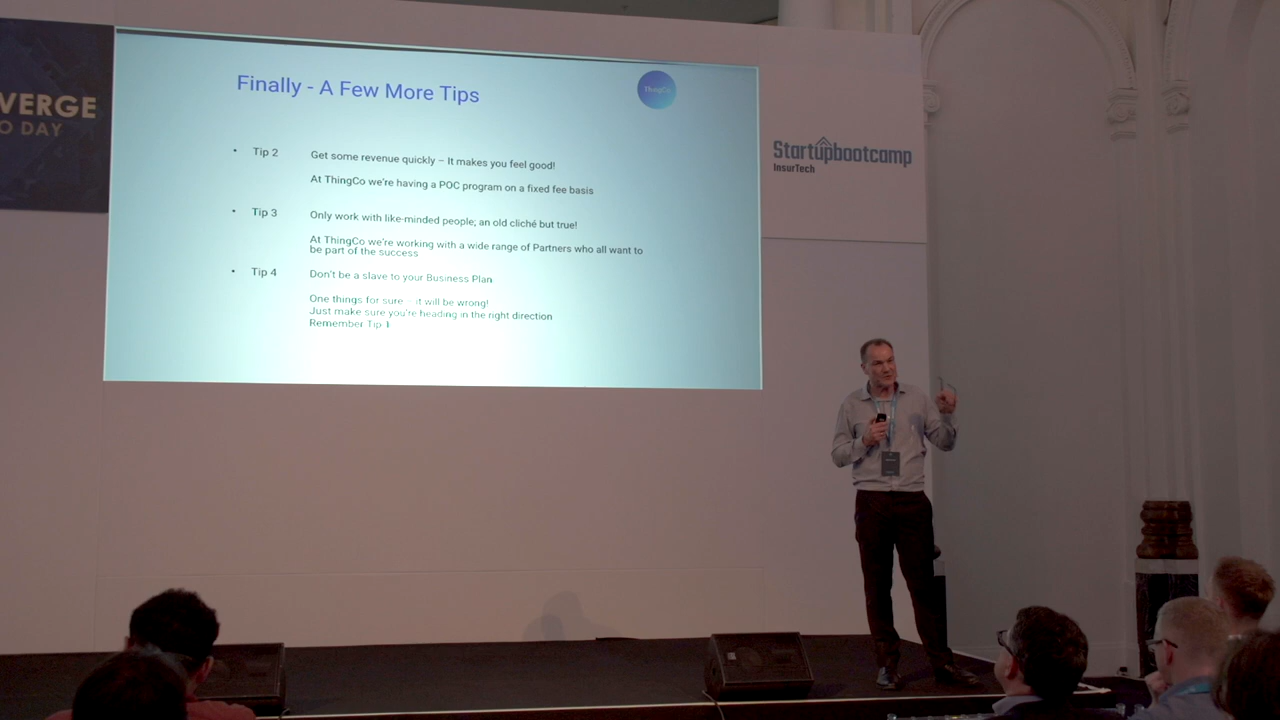 VERGE
O DAY
Finally - A Few More Tips
ThingCo
• Tip 2 Get some revenue quickly – It makes you feel good!
At ThingCo we're having a POC program on a fixed fee basis
• Tip 3 Only work with like-minded people; an old cliché but true!
At ThingCo we're working with a wide range of Partners who all want to
be part of the success
• Tip 4 Don't be a slave to your Business Plan
One things for sure – it will be wrong!
Just make sure you're heading in the right direction
Remember Tip 1
Startupbootcamp
InsurTech